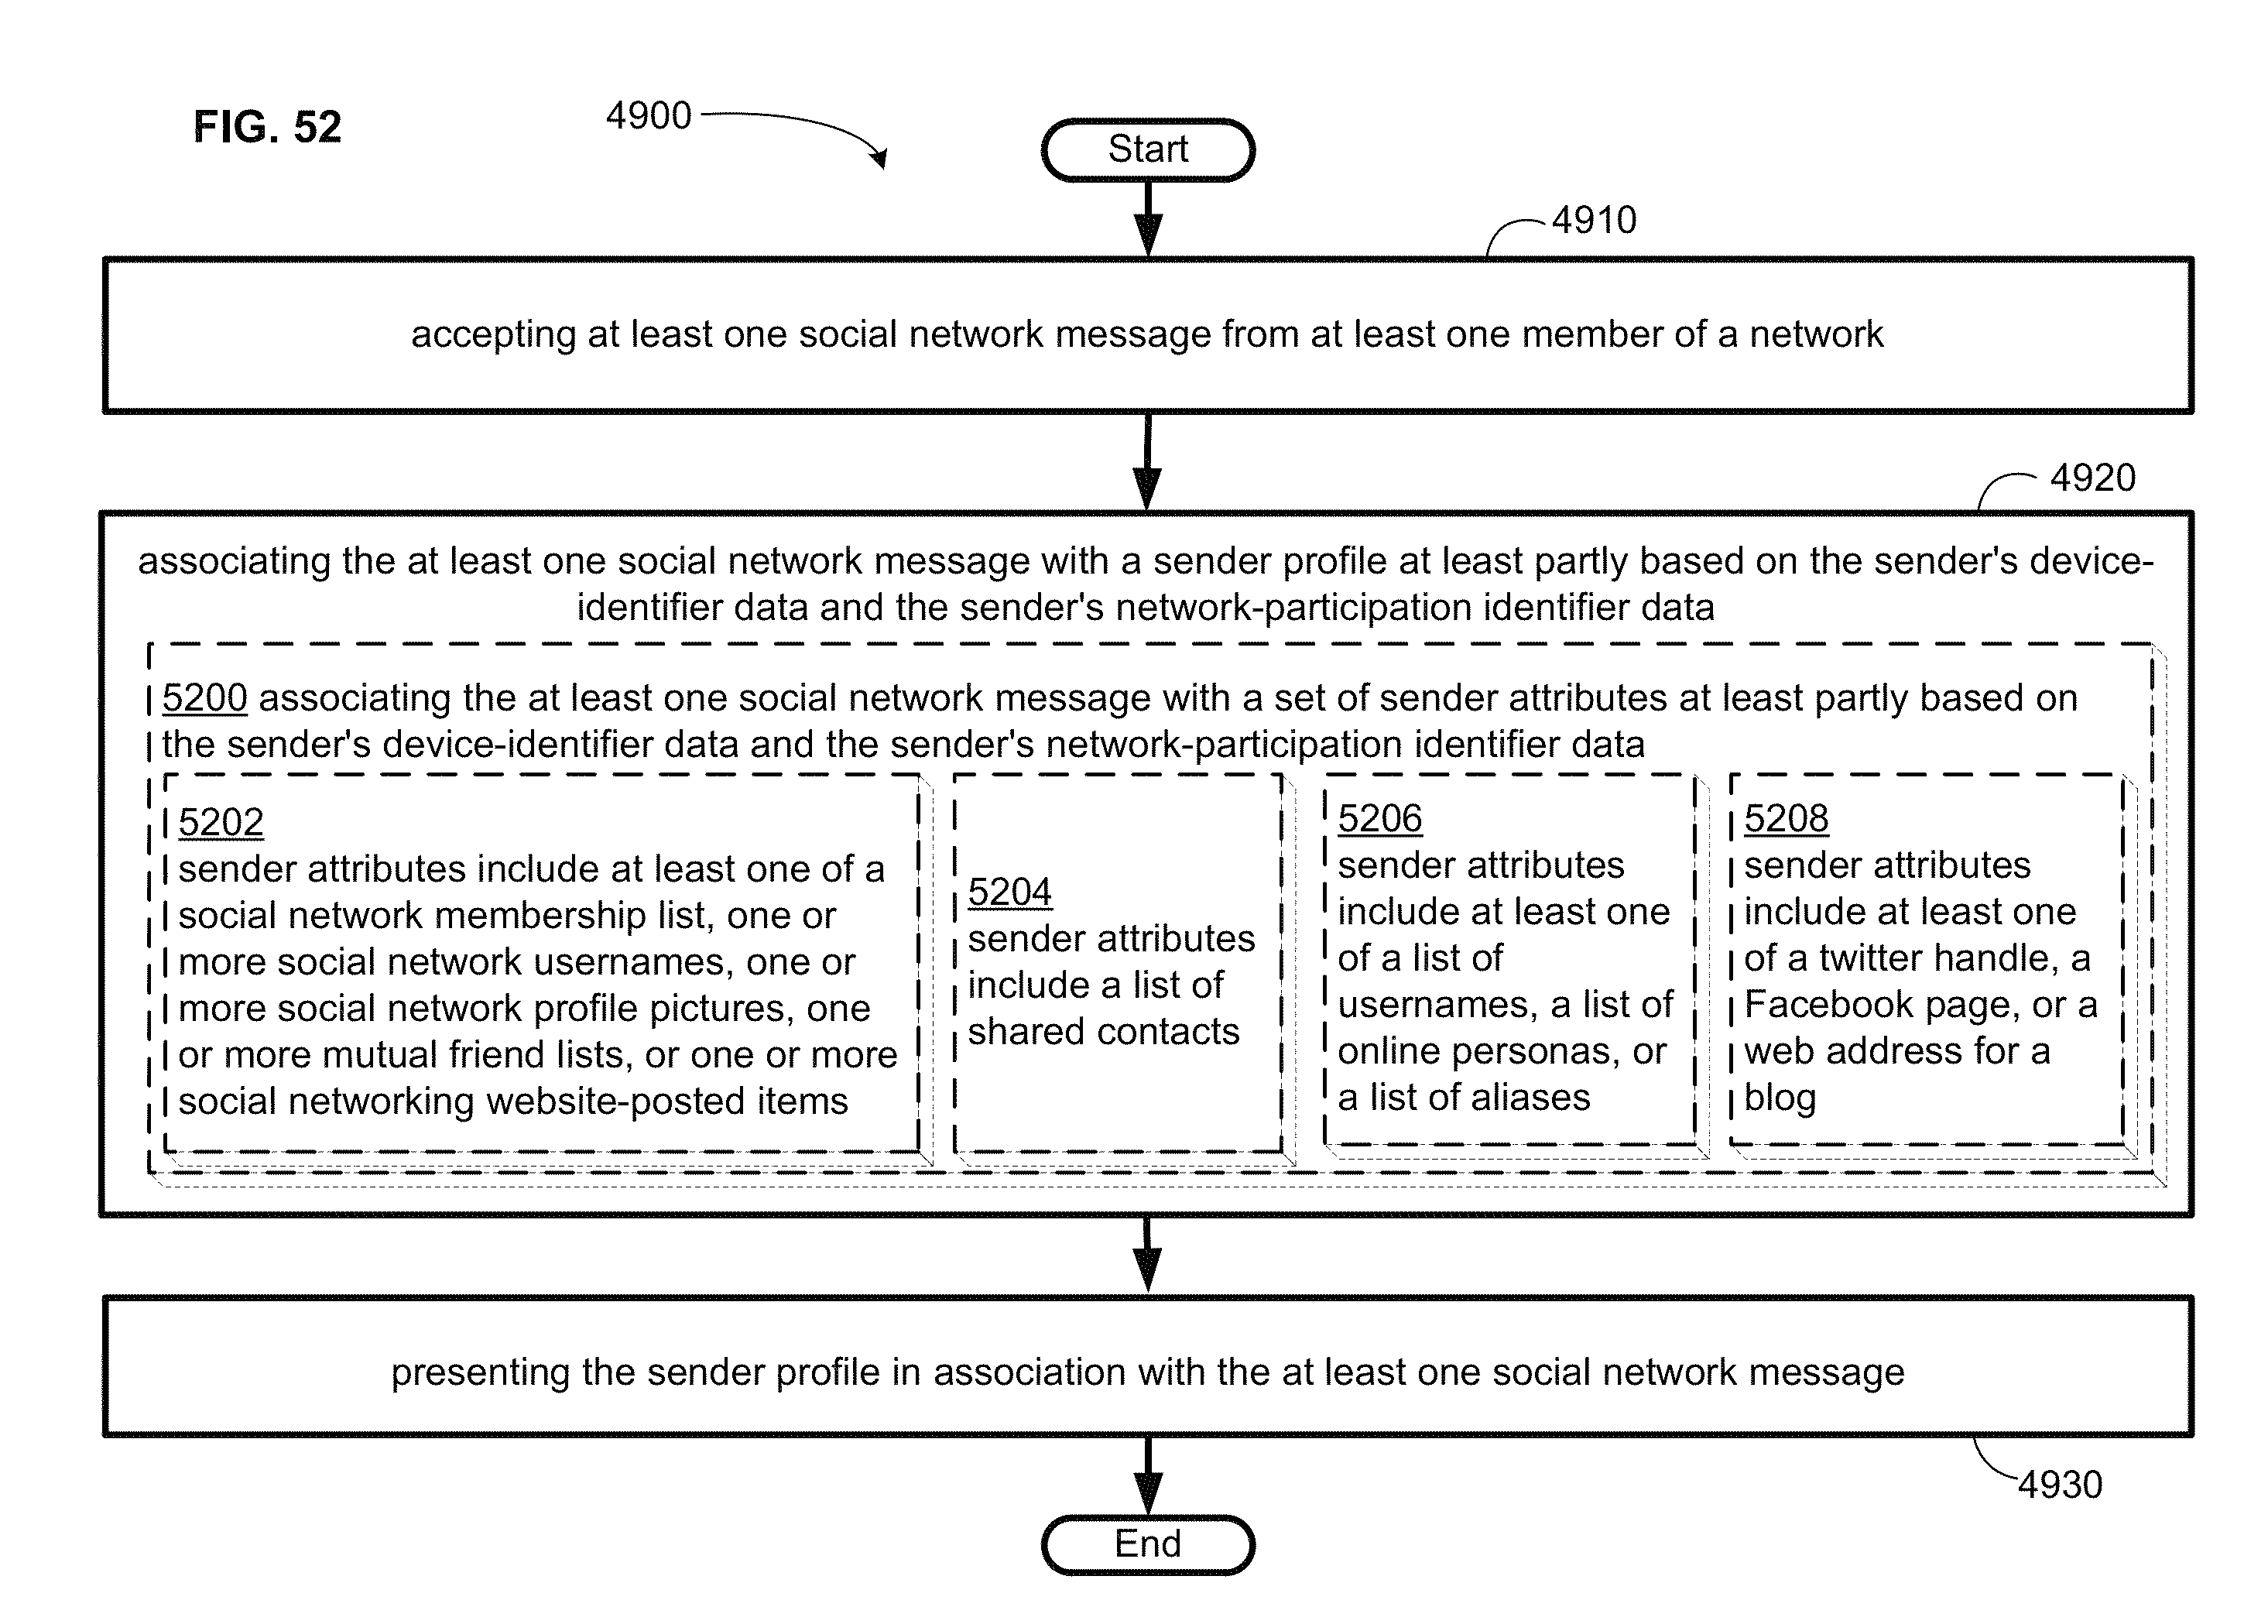 FIG. 52
4900
Start
4910
accepting at least one social network message from at least one member of a network
4920
associating the at least one social network message with a sender profile at least partly based on the sender's device-
identifier data and the sender's network-participation identifier data
5200 associating the at least one social network message with a set of sender attributes at least partly based on
the sender's device-identifier data and the sender's network-participation identifier data
5202
sender attributes include at least one of a
social network membership list, one or
more social network usernames, one or
more social network profile pictures, one
or more mutual friend lists, or one or more
social networking website-posted items
5204
sender attributes
include a list of
shared contacts
5206
sender attributes
include at least one
of a list of
usernames, a list of
online personas, or
a list of aliases
5208
sender attributes
include at least one
of a twitter handle, a
Facebook page, or a
web address for a
blog
presenting the sender profile in association with the at least one social network message
4930
End